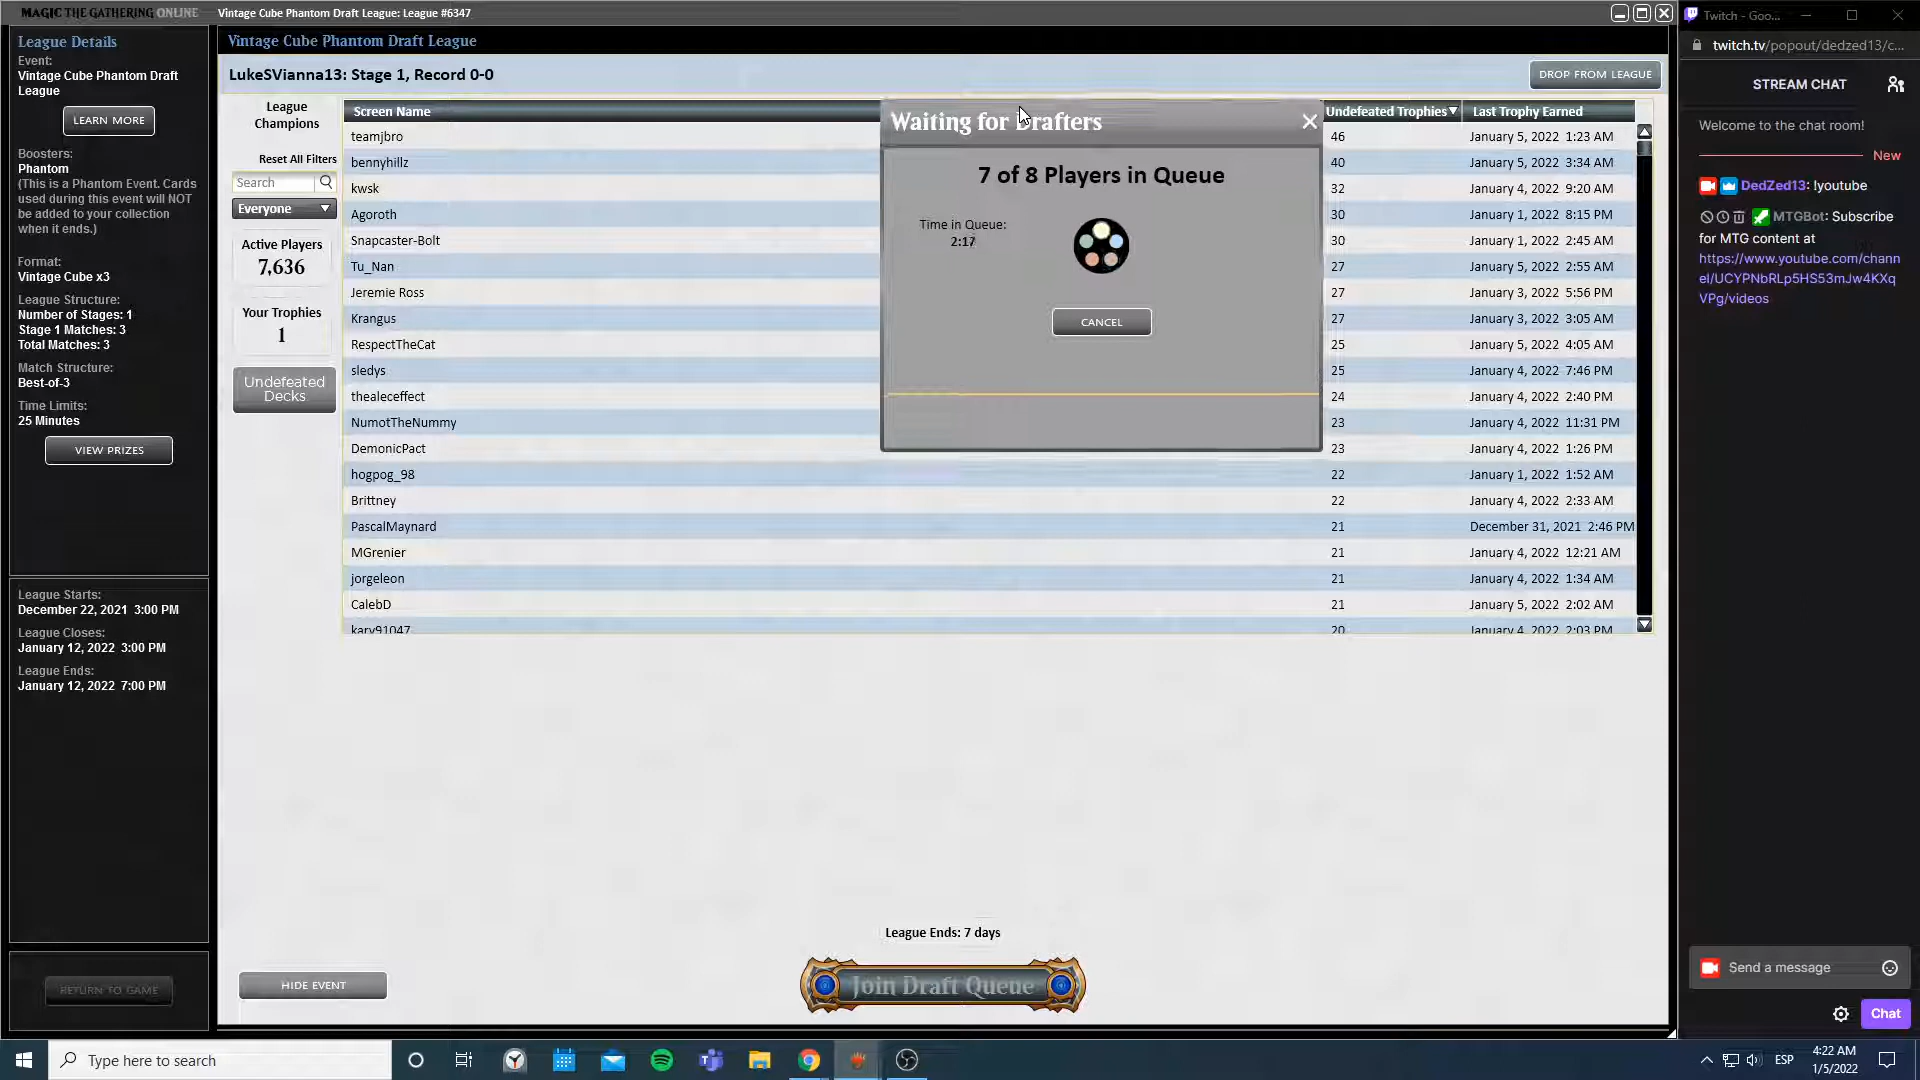 MAGIC THE GATHERING ONLINE
Vintage Cube Phantom Draft League: League #6347
League Details
Event:
Vintage Cube Phantom Draft
League
LEARN MORE
Boosters:
Phantom
(This is a Phantom Event. Cards
used during this event will NOT
be added to your collection
when it ends.)
Format:
Vintage Cube x3
League Structure:
Number of Stages: 1
Stage 1 Matches: 3
Total Matches: 3
Match Structure:
Best-of-3
Time Limits:
25 Minutes
VIEW PRIZES
League Starts:
December 22, 2021 3:00 PM
League Closes:
January 12, 2022 3:00 PM
League Ends:
January 12, 2022 7:00 PM
RETURN TO GAME
Vintage Cube Phantom Draft League
LukeSVianna13: Stage 1, Record 0-0
DROP FROM LEAGUE
League
Champions
Reset All Filters
Search
Everyone
Active Players
7,636
Your Trophies
1
Undefeated
Decks
Screen Name Undefeated Trophies Last Trophy Earned
teamjbro 46 January 5, 2022 1:23 AM
bennyhillz 40 January 5, 2022 3:34 AM
kwsk 32 January 4, 2022 9:20 AM
Agoroth 30 January 1, 2022 8:15 PM
Snapcaster-Bolt 30 January 1, 2022 2:45 AM
Tu_Nan 27 January 5, 2022 2:55 AM
Jeremie Ross 27 January 3, 2022 5:56 PM
Krangus 27 January 3, 2022 3:05 AM
RespectTheCat 25 January 5, 2022 4:05 AM
sledys 25 January 4, 2022 7:46 PM
thealeceffect 24 January 4, 2022 2:40 PM
NumotTheNummy 23 January 4, 2022 11:31 PM
DemonicPact 23 January 4, 2022 1:26 PM
hogpog_98 22 January 1, 2022 1:52 AM
Brittney 22 January 4, 2022 2:33 AM
PascalMaynard 21 December 31, 2021 2:46 PM
MGrenier 21 January 4, 2022 12:21 AM
jorgeleon 21 January 4, 2022 1:34 AM
CalebD 21 January 5, 2022 2:02 AM
kary91047 20 January 4, 2022 2:03 PM
Waiting for Drafters
7 of 8 Players in Queue
Time in Queue:
2:17
CANCEL
League Ends: 7 days
HIDE EVENT
Join Draft Queue
Twitch - Goo...
twitch.tv/popout/dedzed13/c...
STREAM CHAT
Welcome to the chat room!
New
DedZed13: !youtube
MTGBot: Subscribe
for MTG content at
https://www.youtube.com/chann
el/UCYPNbRLp5HS53mJw4KXq
VPg/videos
Send a message
Chat
Type here to search
ESP
4:22 AM
1/5/2022